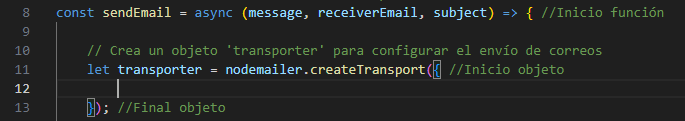 8 const sendEmail = async (message, receiverEmail, subject) => { //Inicio función
9
10 // Crea un objeto 'transporter' para configurar el envío de correos
11 let transporter = nodemailer.createTransport({ //Inicio objeto
12
13 }); //Final objeto